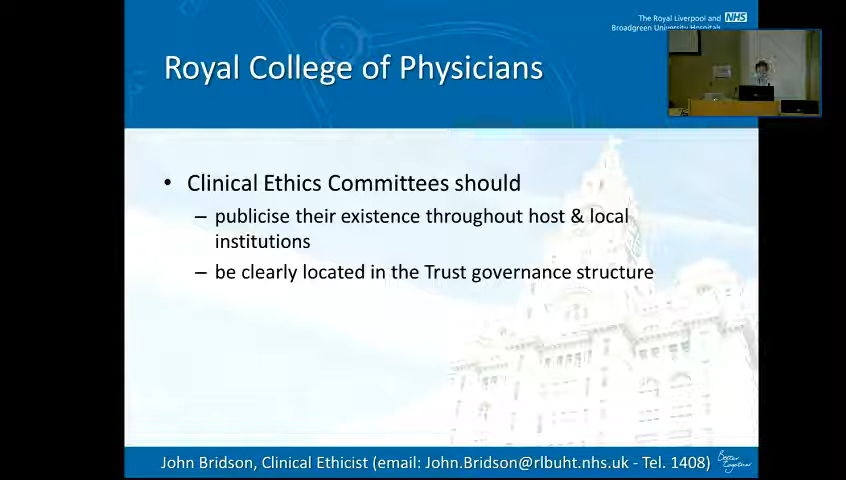 The Royal Liverpool and NHS
Broadgreen University Hospitals
Royal College of Physicians
• Clinical Ethics Committees should
– publicise their existence throughout host & local
institutions
– be clearly located in the Trust governance structure
John Bridson, Clinical Ethicist (email: John.Bridson@rlbuht.nhs.uk - Tel. 1408)
Better Together